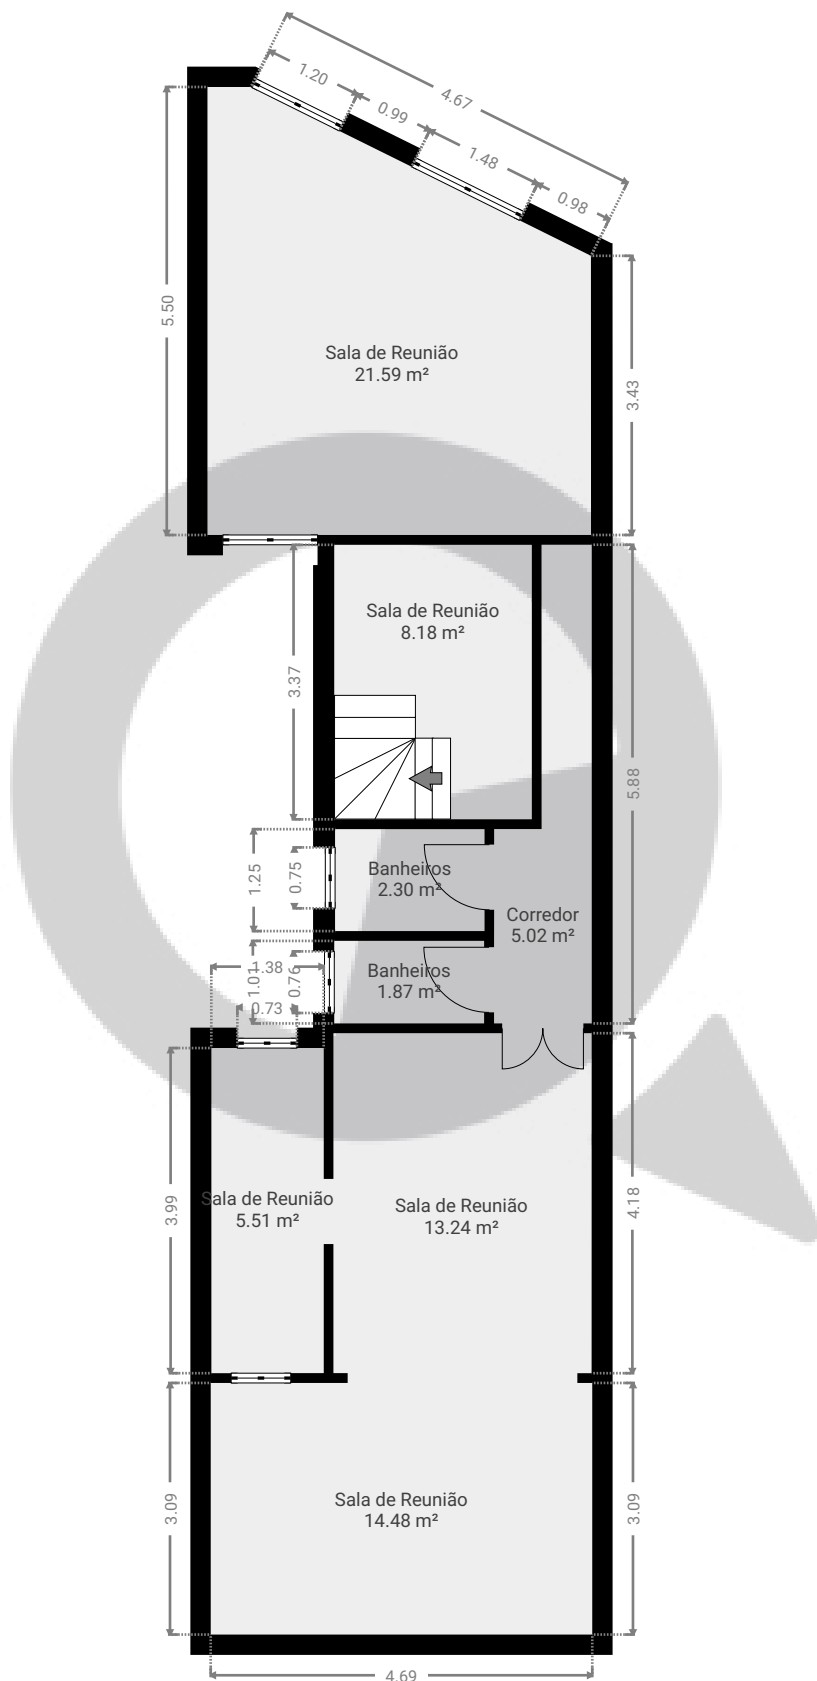 1.20
4.67
0.99
1.48
0.98
5.50
Sala de Reunião
21.59 m²
3.43
Sala de Reunião
8.18 m²
3.37
5.88
1.25
0.75
Banheiros
2.30 m²
Corredor
5.02 m²
1.38
1.01
0.76
Banheiros
1.87 m²
0.73
3.99
Sala de Reunião
5.51 m²
Sala de Reunião
13.24 m²
4.18
3.09
Sala de Reunião
14.48 m²
3.09
4.69